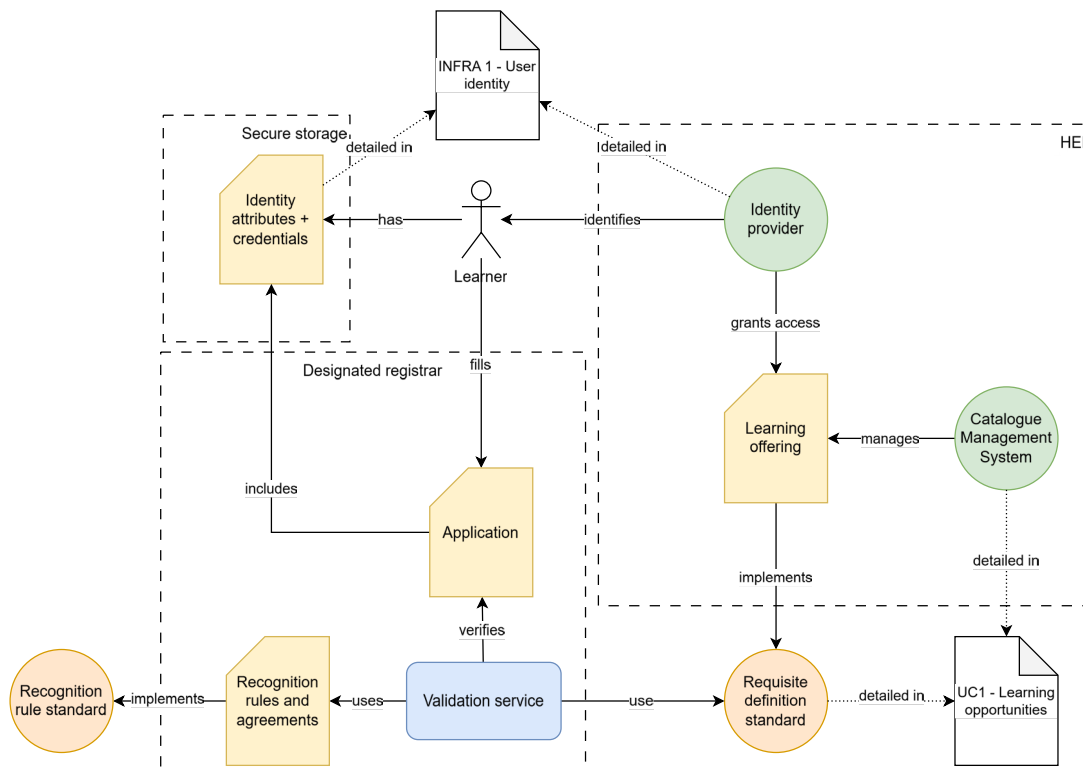 INFRA 1 - User
identity
Secure storage
detailed in
detailed in
Identity
attributes +
credentials
has
Learner
identifies
Identity
provider
grants access
Designated registrar
fills
Learning
offering
manages
Catalogue
Management
System
includes
Application
detailed in
implements
verifies
Recognition
rule standard
implements
Recognition
rules and
agreements
uses
Validation service
use
Requisite
definition
standard
detailed in
UC1 - Learning
opportunities